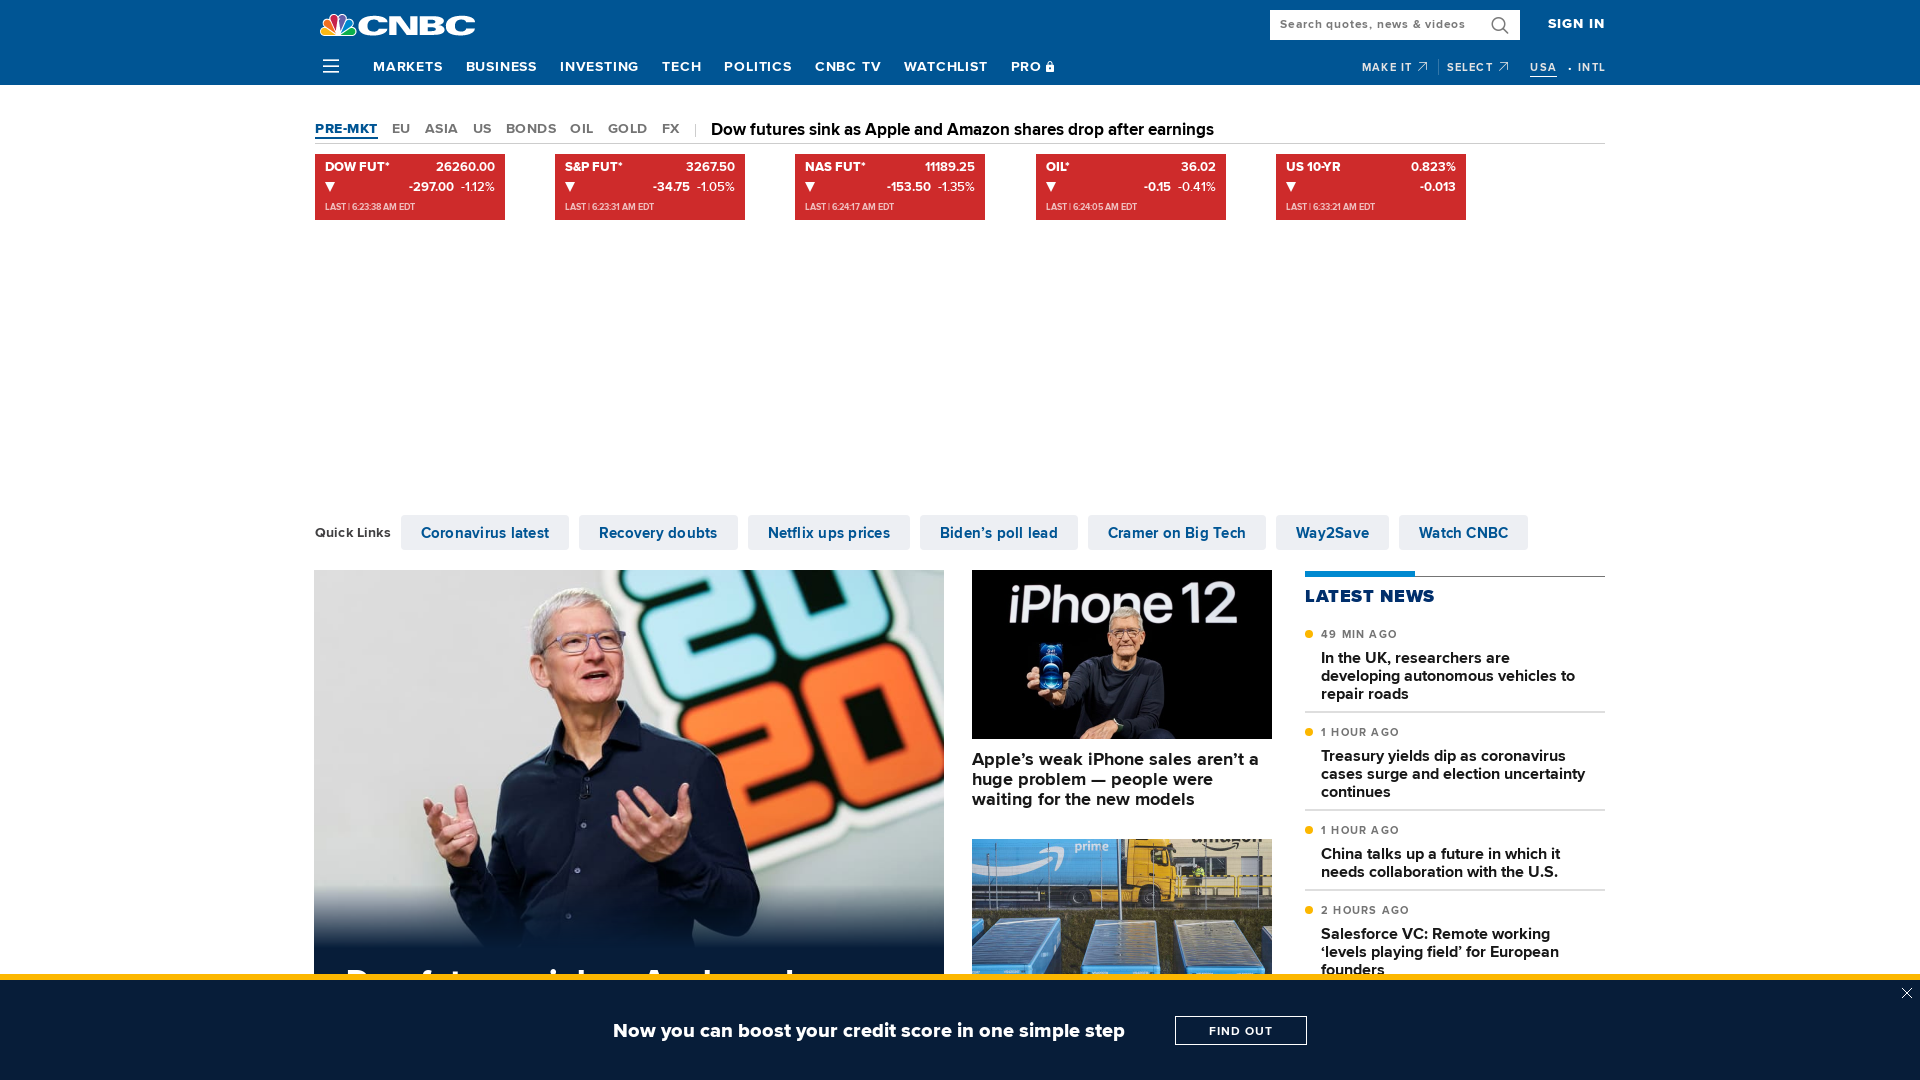 CNBC
Search quotes, news & videos
SIGN IN
MARKETS BUSINESS INVESTING TECH POLITICS CNBC TV WATCHLIST PRO
MAKE IT SELECT USA • INTL
PRE-MKT EU ASIA US BONDS OIL GOLD FX
Dow futures sink as Apple and Amazon shares drop after earnings
DOW FUT* 26260.00
-297.00 -1.12%
LAST | 6:23:38 AM EDT
S&P FUT* 3267.50
-34.75 -1.05%
LAST | 6:23:31 AM EDT
NAS FUT* 11189.25
-153.50 -1.35%
LAST | 6:24:17 AM EDT
OIL* 36.02
-0.15 -0.41%
LAST | 6:24:05 AM EDT
US 10-YR 0.823%
-0.013
LAST | 6:33:21 AM EDT
Quick Links
Coronavirus latest
Recovery doubts
Netflix ups prices
Biden’s poll lead
Cramer on Big Tech
Way2Save
Watch CNBC
2020
iPhone 12
Apple’s weak iPhone sales aren’t a
huge problem — people were
waiting for the new models
prime
amazon
LATEST NEWS
49 MIN AGO
In the UK, researchers are
developing autonomous vehicles to
repair roads
1 HOUR AGO
Treasury yields dip as coronavirus
cases surge and election uncertainty
continues
1 HOUR AGO
China talks up a future in which it
needs collaboration with the U.S.
2 HOURS AGO
Salesforce VC: Remote working
‘levels playing field’ for European
founders
Now you can boost your credit score in one simple step
FIND OUT